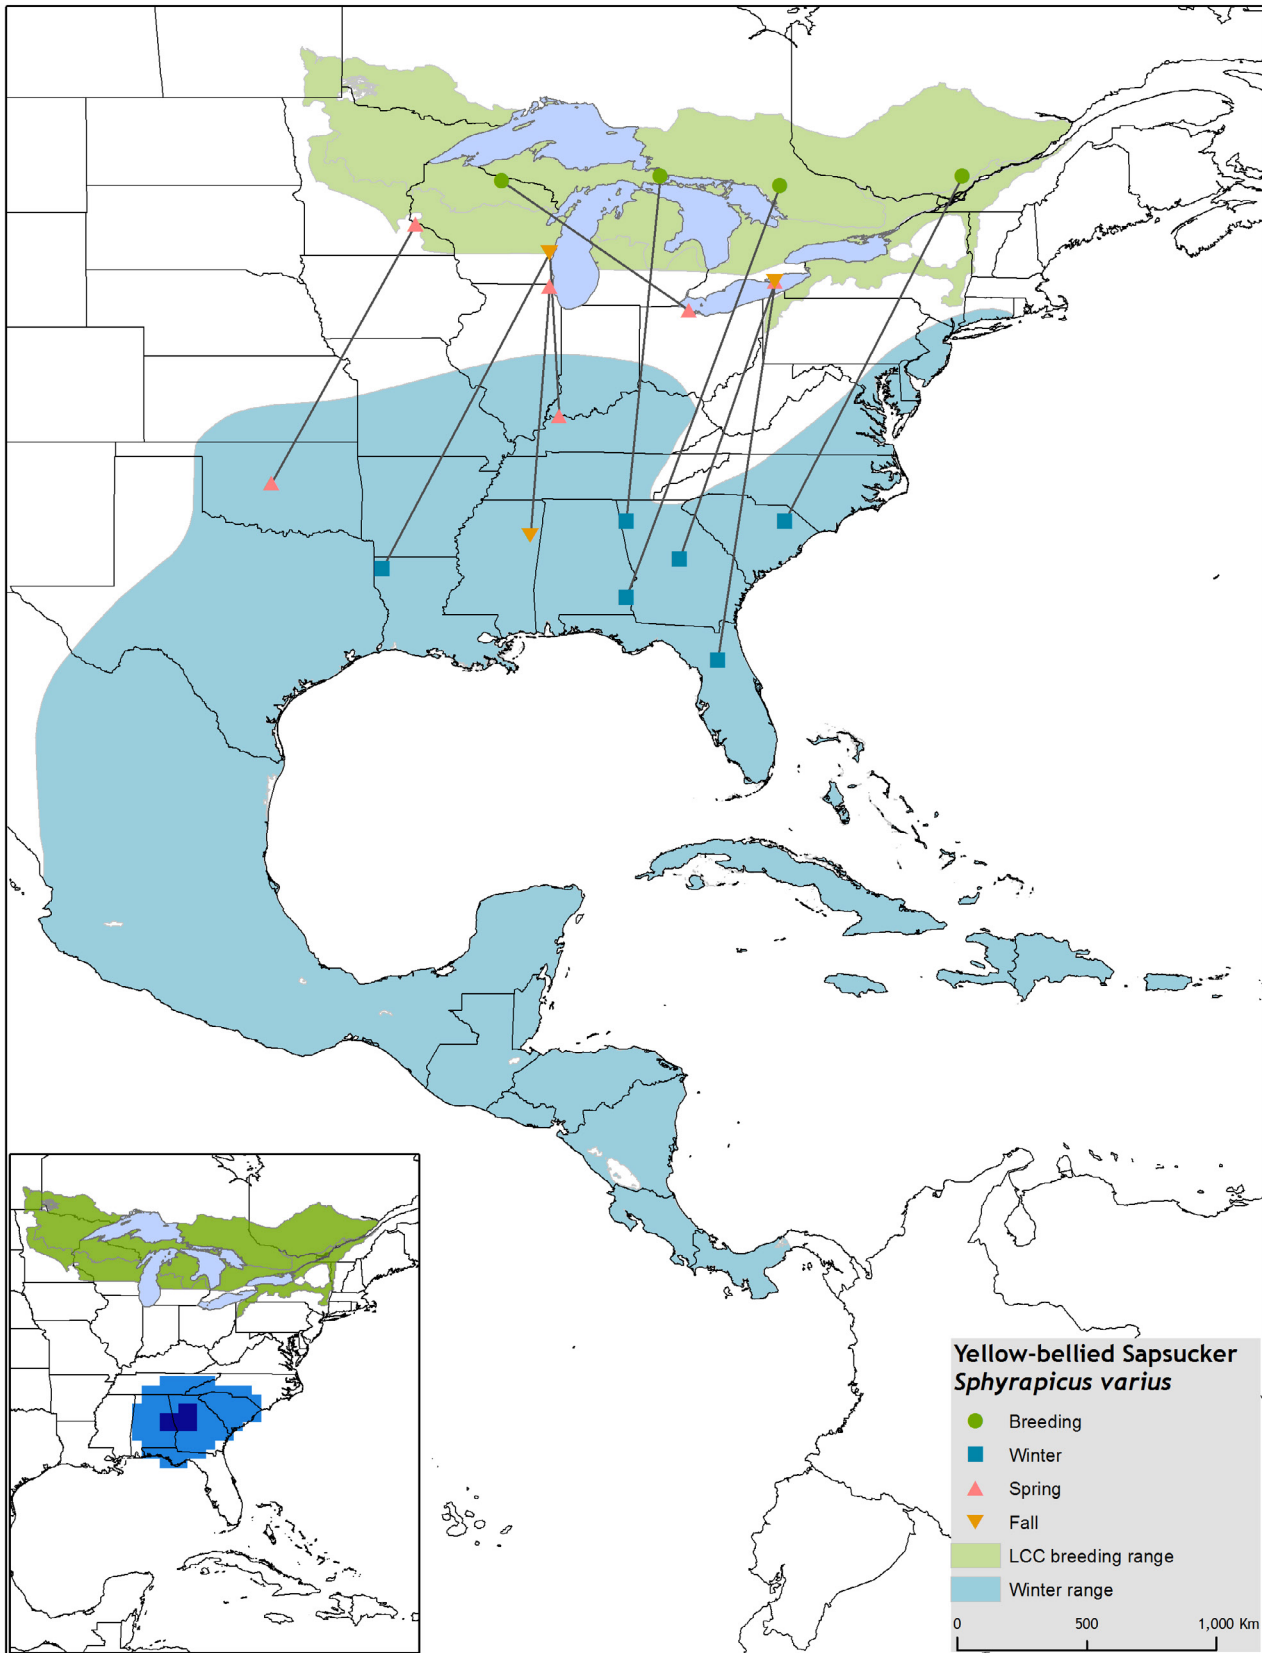 Yellow-bellied Sapsucker
Sphyrapicus varius
Breeding
Winter
Spring
Fall
LCC breeding range
Winter range
0 500 1,000 Km